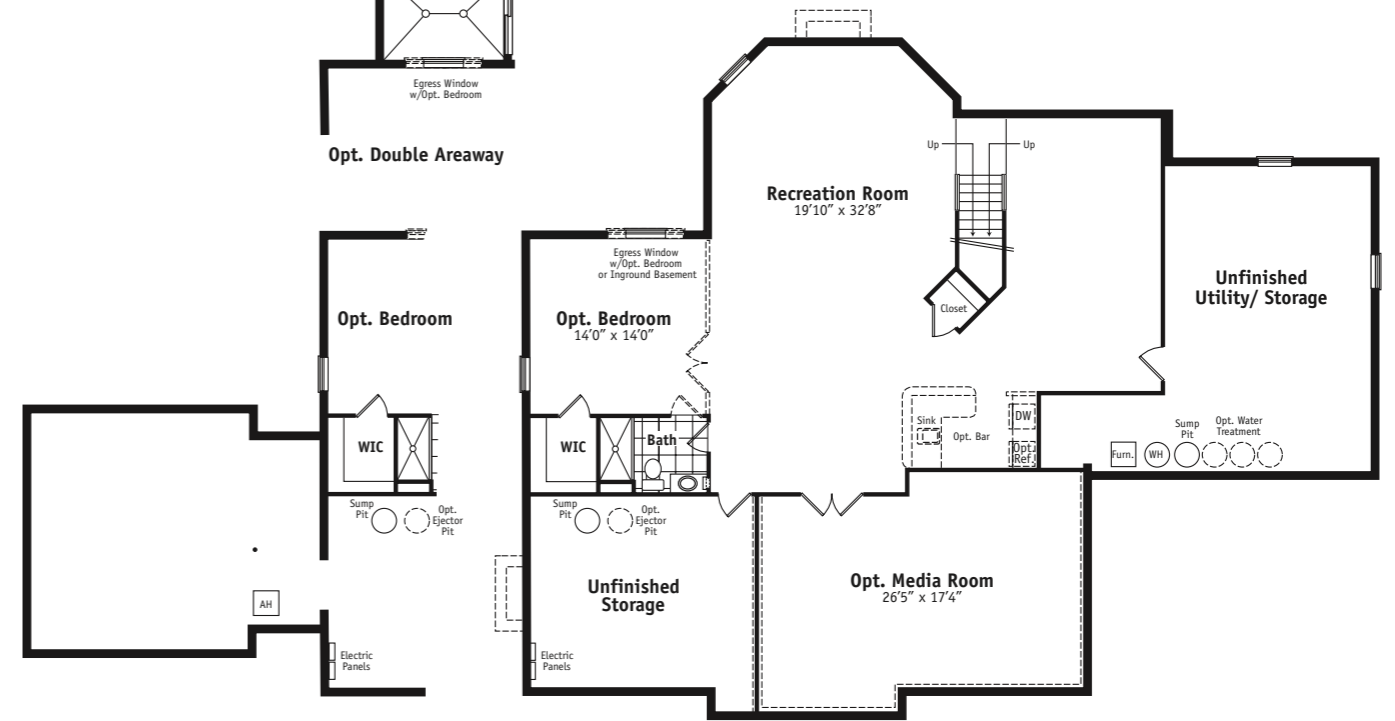 Egress Window
w/Opt. Bedroom
Opt. Double Areaway
Opt. Bedroom
WIC
Sump
Pit
Opt.
Ejector
Pit
AH
Electric
Panels
Egress Window
w/Opt. Bedroom
or Inground Basement
Opt. Bedroom
14'0" x 14'0"
WIC
Bath
Sump
Pit
Opt.
Ejector
Pit
Unfinished
Storage
Electric
Panels
Recreation Room
19'10" x 32'8"
Up
Up
Closet
Sink
Opt. Bar
DW
Opt.
Ref.
Opt. Media Room
26'5" x 17'4"
Unfinished
Utility/ Storage
Furn.
WH
Sump
Pit
Opt. Water
Treatment